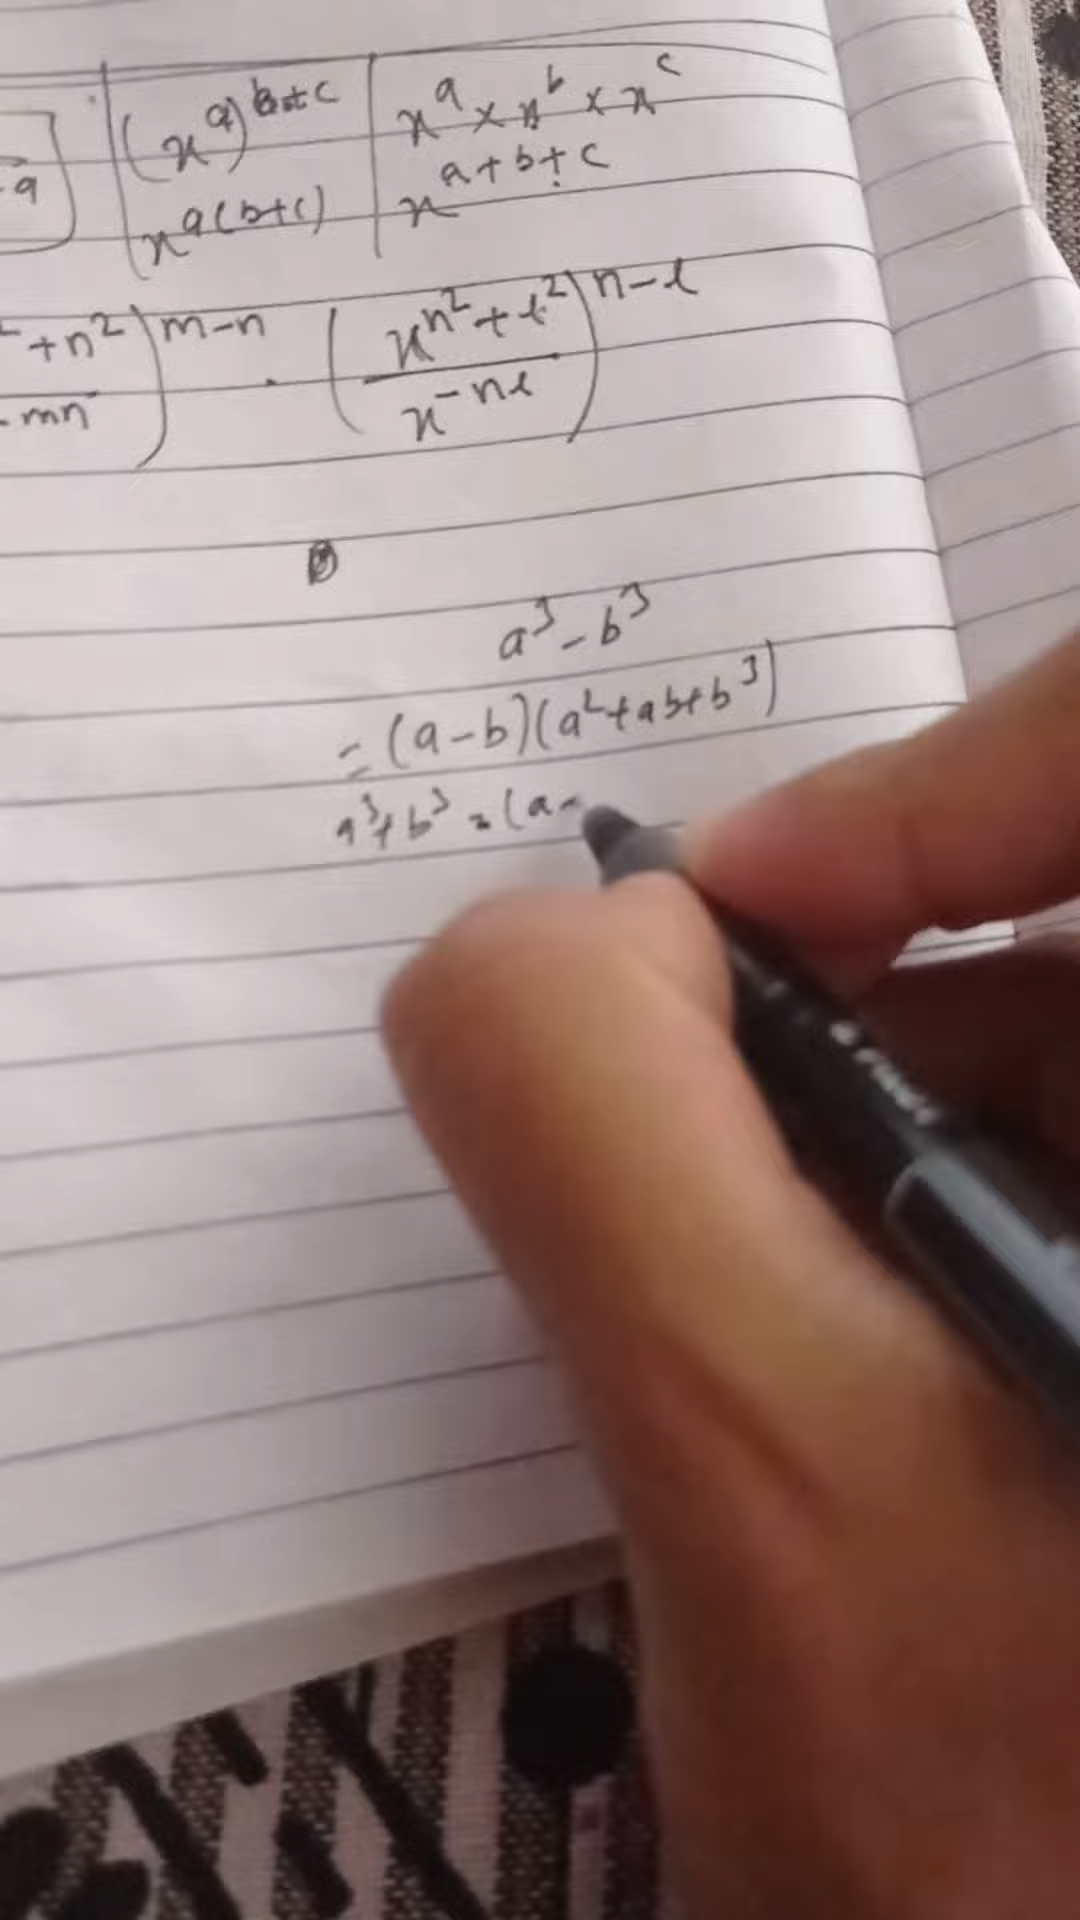 (x^a)^b+c | x^a × x^b × x^c
-a
x^a(b+c) | x^a+b+c
+n^2)^m-n · (x^n^2+l^2 / x^-nl)^n-l
-mn
a^3-b^3
=(a-b)(a^2+ab+b^3)
a^3+b^3 = (a-